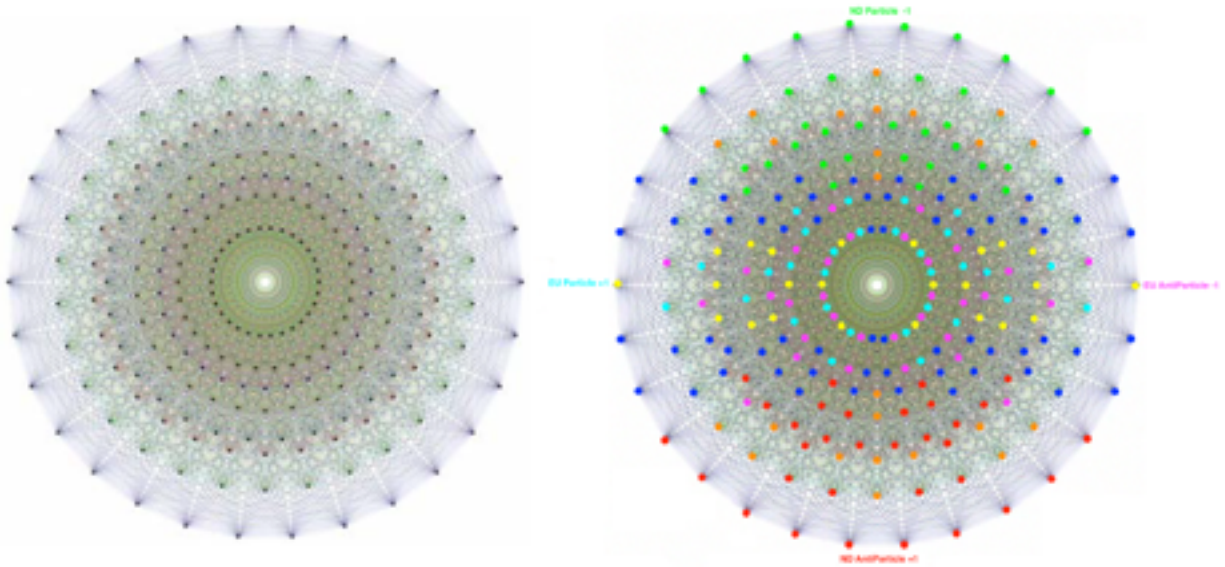 ND Particle -1
EU Particle +1
EU AntiParticle -1
ND AntiParticle +1